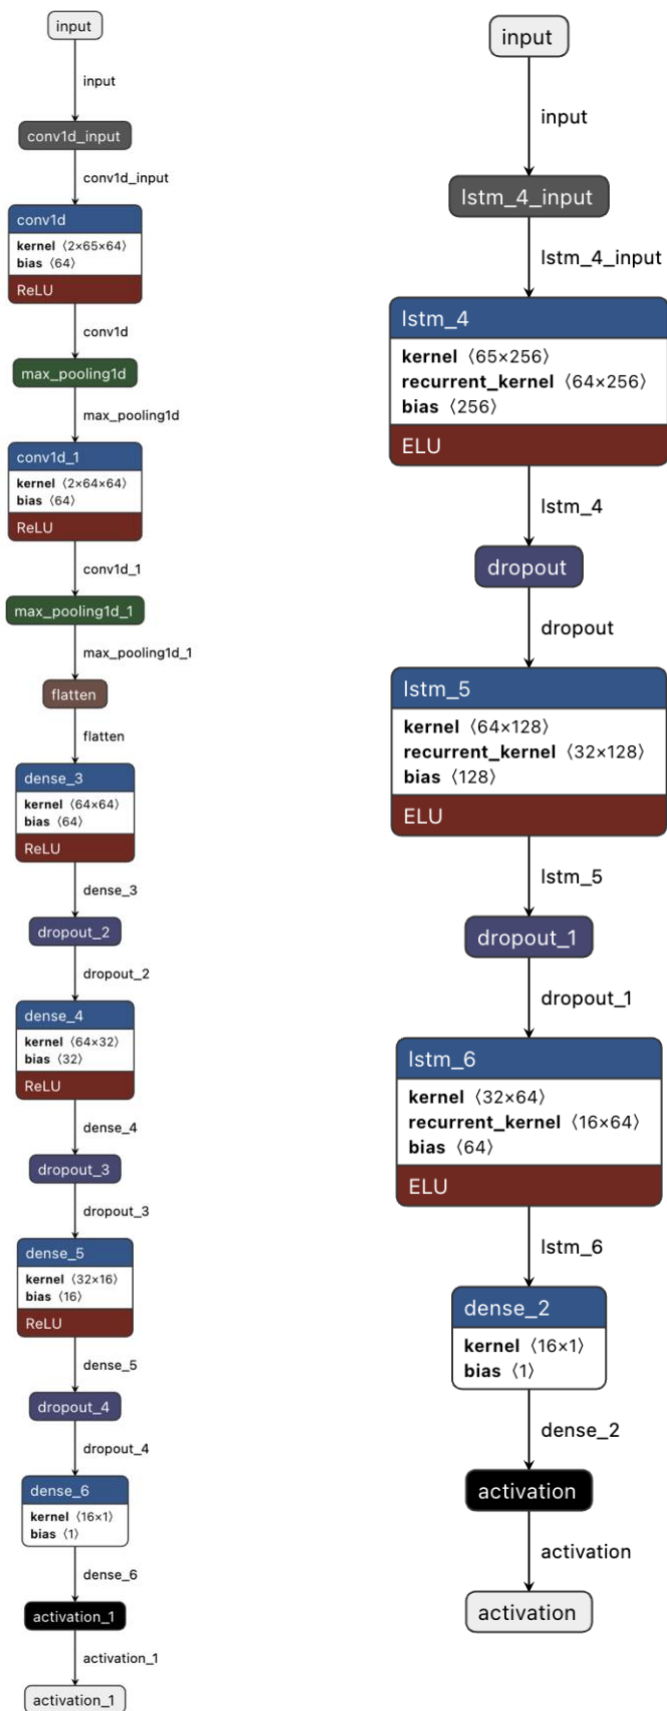 input
input
conv1d_input
conv1d_input
conv1d
kernel ⟨2×65×64⟩
bias ⟨64⟩
ReLU
conv1d
max_pooling1d
max_pooling1d
conv1d_1
kernel ⟨2×64×64⟩
bias ⟨64⟩
ReLU
conv1d_1
max_pooling1d_1
max_pooling1d_1
flatten
flatten
dense_3
kernel ⟨64×64⟩
bias ⟨64⟩
ReLU
dense_3
dropout_2
dropout_2
dense_4
kernel ⟨64×32⟩
bias ⟨32⟩
ReLU
dense_4
dropout_3
dropout_3
dense_5
kernel ⟨32×16⟩
bias ⟨16⟩
ReLU
dense_5
dropout_4
dropout_4
dense_6
kernel ⟨16×1⟩
bias ⟨1⟩
dense_6
activation_1
activation_1
activation_1
input
input
lstm_4_input
lstm_4_input
lstm_4
kernel ⟨65×256⟩
recurrent_kernel ⟨64×256⟩
bias ⟨256⟩
ELU
lstm_4
dropout
dropout
lstm_5
kernel ⟨64×128⟩
recurrent_kernel ⟨32×128⟩
bias ⟨128⟩
ELU
lstm_5
dropout_1
dropout_1
lstm_6
kernel ⟨32×64⟩
recurrent_kernel ⟨16×64⟩
bias ⟨64⟩
ELU
lstm_6
dense_2
kernel ⟨16×1⟩
bias ⟨1⟩
dense_2
activation
activation
activation